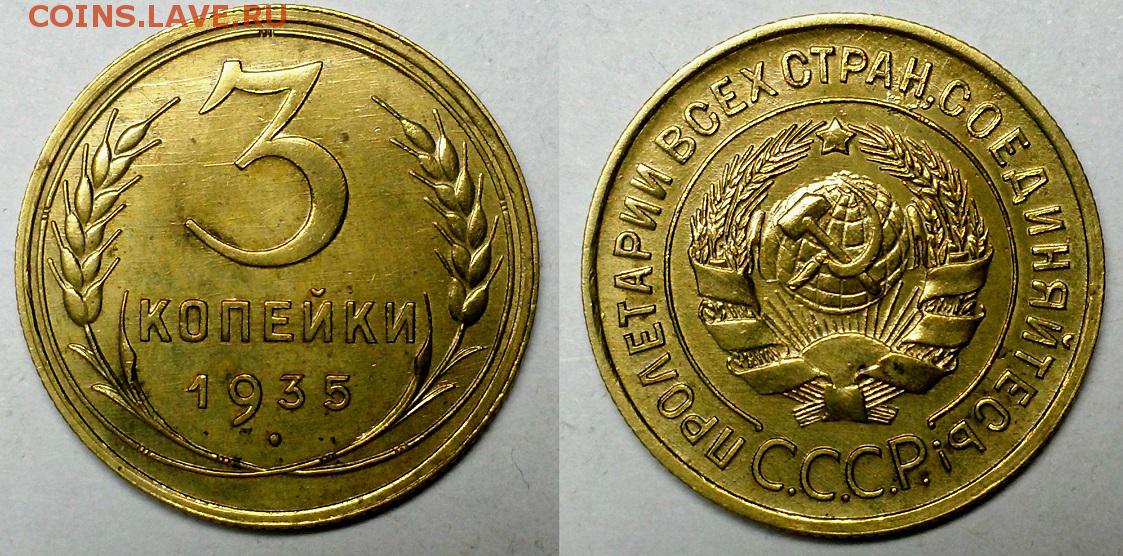 COINS.LAVE.RU
3
КОПЕЙКИ
1935
ПРОЛЕТАРИИ ВСЕХ СТРАН, СОЕДИНЯЙТЕСЬ!
С.С.С.Р.